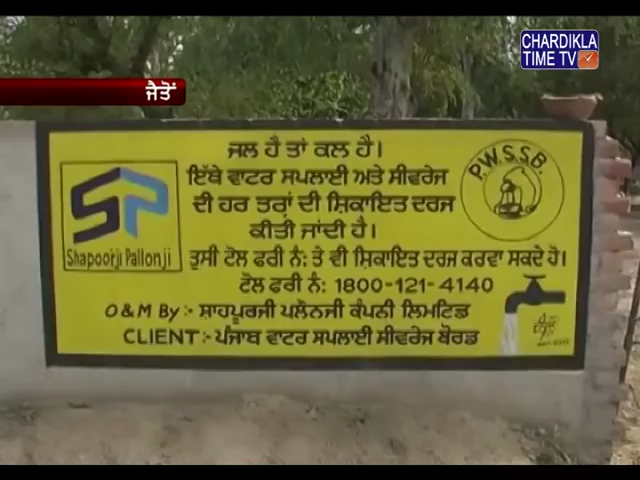 CHARDIKLA
TIME TV
ਜੈਤੋਂ
ਜਲ ਹੈ ਤਾਂ ਕਲ ਹੈ।
ਇੱਥੇ ਵਾਟਰ ਸਪਲਾਈ ਅਤੇ ਸੀਵਰੇਜ
ਦੀ ਹਰ ਤਰ੍ਹਾਂ ਦੀ ਸ਼ਿਕਾਇਤ ਦਰਜ
ਕੀਤੀ ਜਾਂਦੀ ਹੈ।
P.W.S.S.B.
SP
Shapoorji Pallonji
ਤੁਸੀ ਟੋਲ ਫਰੀ ਨੰ: ਤੇ ਵੀ ਸ਼ਿਕਾਇਤ ਦਰਜ ਕਰਵਾ ਸਕਦੇ ਹੋ।
ਟੋਲ ਫਰੀ ਨੰ: 1800-121-4140
O & M By :- ਸ਼ਾਹਪੂਰਜੀ ਪਲੌਨਜੀ ਕੰਪਨੀ ਲਿਮਟਿਡ
CLIENT :- ਪੰਜਾਬ ਵਾਟਰ ਸਪਲਾਈ ਸੀਵਰੇਜ ਬੋਰਡ